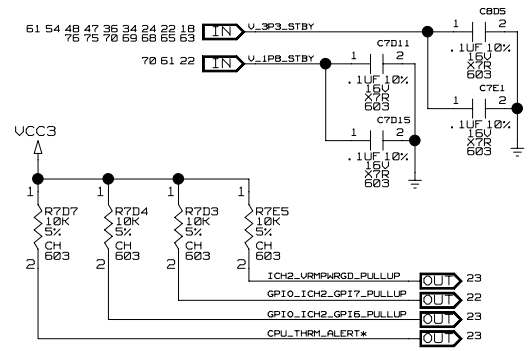 61 54 48 47 36 34 24 22 18
76 75 70 69 68 65 63
IN
V_3P3_STBY
70 61 22
IN
V_1P8_STBY
C8D5
1 2
.1UF 10%
16V
X7R
603
C7D11
1 2
.1UF 10%
16V
X7R
603
C7E1
1 2
.1UF 10%
16V
X7R
603
C7D15
1 2
.1UF 10%
16V
X7R
603
VCC3
1
R7D7
10K
5%
CH
603
2
1
R7D4
10K
5%
CH
603
2
1
R7D3
10K
5%
CH
603
2
1
R7E5
10K
5%
CH
603
2
ICH2_VRMPWRGD_PULLUP OUT 23
GPIO_ICH2_GPI7_PULLUP OUT 22
GPIO_ICH2_GPI6_PULLUP OUT 23
CPU_THRM_ALERT* OUT 23